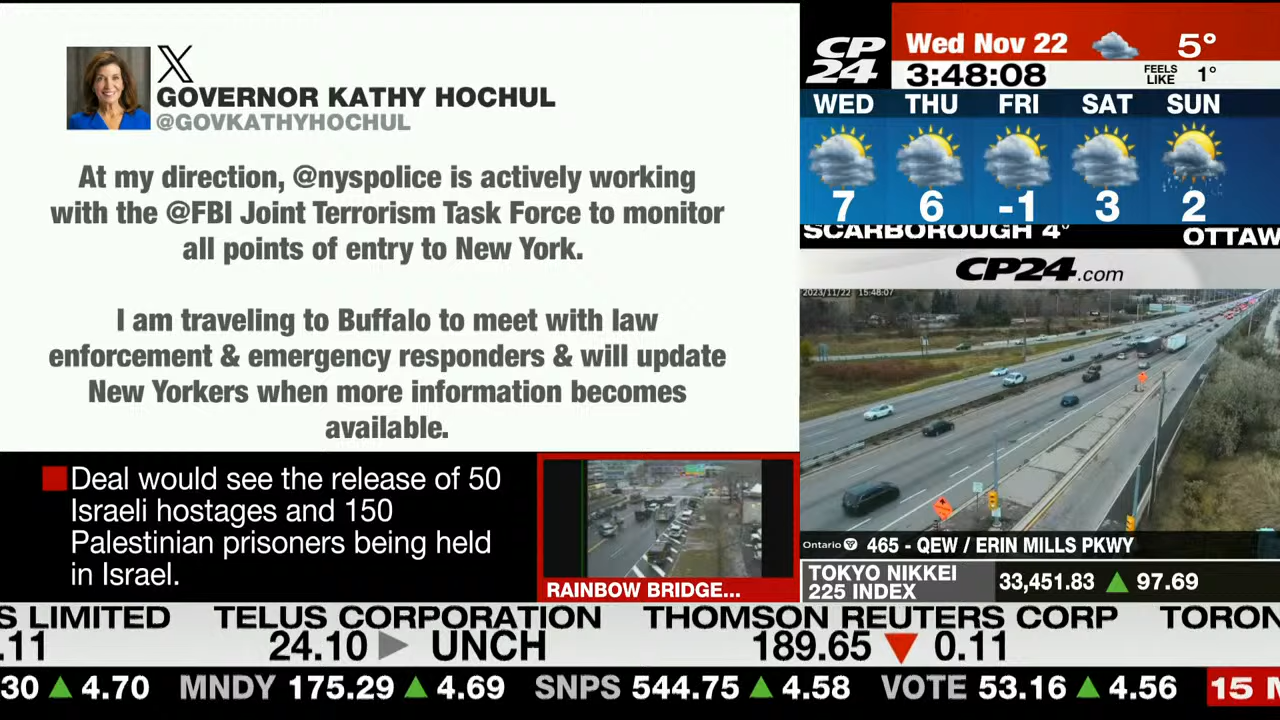 X
GOVERNOR KATHY HOCHUL
@GOVKATHYHOCHUL
At my direction, @nyspolice is actively working
with the @FBI Joint Terrorism Task Force to monitor
all points of entry to New York.
I am traveling to Buffalo to meet with law
enforcement & emergency responders & will update
New Yorkers when more information becomes
available.
Deal would see the release of 50
Israeli hostages and 150
Palestinian prisoners being held
in Israel.
RAINBOW BRIDGE...
CP
24
Wed Nov 22
5°
3:48:08
FEELS
LIKE
1°
WED THU FRI SAT SUN
7 6 -1 3 2
SCARBOROUGH 4°
OTTAW
CP24.com
2023/11/22 15:48:07
Ontario 465 - QEW / ERIN MILLS PKWY
TOKYO NIKKEI
225 INDEX
33,451.83 97.69
S LIMITED TELUS CORPORATION THOMSON REUTERS CORP TORON
.11 24.10 UNCH 189.65 0.11
30 4.70 MNDY 175.29 4.69 SNPS 544.75 4.58 VOTE 53.16 4.56 15 M